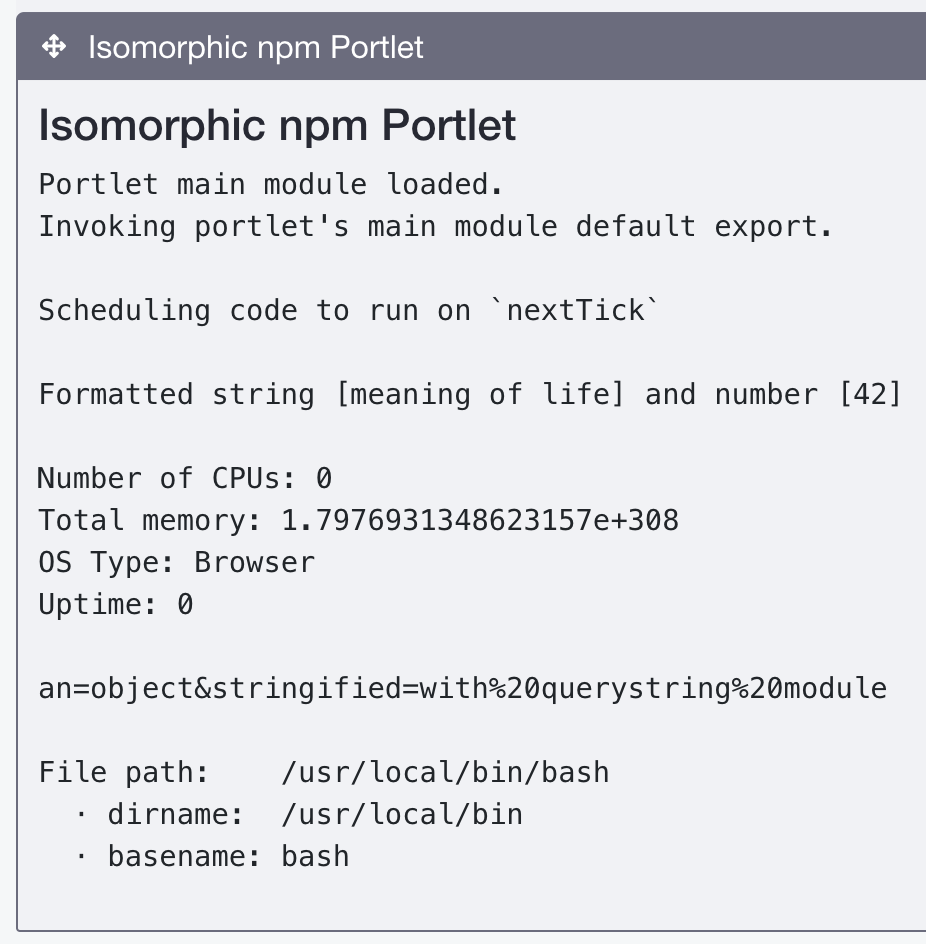 Isomorphic npm Portlet
Isomorphic npm Portlet
Portlet main module loaded.
Invoking portlet's main module default export.
Scheduling code to run on `nextTick`
Formatted string [meaning of life] and number [42]
Number of CPUs: 0
Total memory: 1.7976931348623157e+308
OS Type: Browser
Uptime: 0
an=object&stringified=with%20querystring%20module
File path:    /usr/local/bin/bash
  · dirname:  /usr/local/bin
  · basename: bash